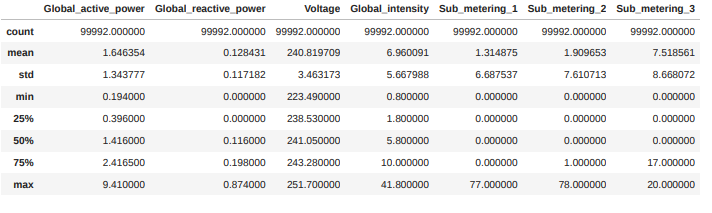 Global_active_power Global_reactive_power Voltage Global_intensity Sub_metering_1 Sub_metering_2 Sub_metering_3
count 99992.000000 99992.000000 99992.000000 99992.000000 99992.000000 99992.000000 99992.000000
mean 1.646354 0.128431 240.819709 6.960091 1.314875 1.909653 7.518561
std 1.343777 0.117182 3.463173 5.667988 6.687537 7.610713 8.668072
min 0.194000 0.000000 223.490000 0.800000 0.000000 0.000000 0.000000
25% 0.396000 0.000000 238.530000 1.800000 0.000000 0.000000 0.000000
50% 1.416000 0.116000 241.050000 5.800000 0.000000 0.000000 0.000000
75% 2.416500 0.198000 243.280000 10.000000 0.000000 1.000000 17.000000
max 9.410000 0.874000 251.700000 41.800000 77.000000 78.000000 20.000000